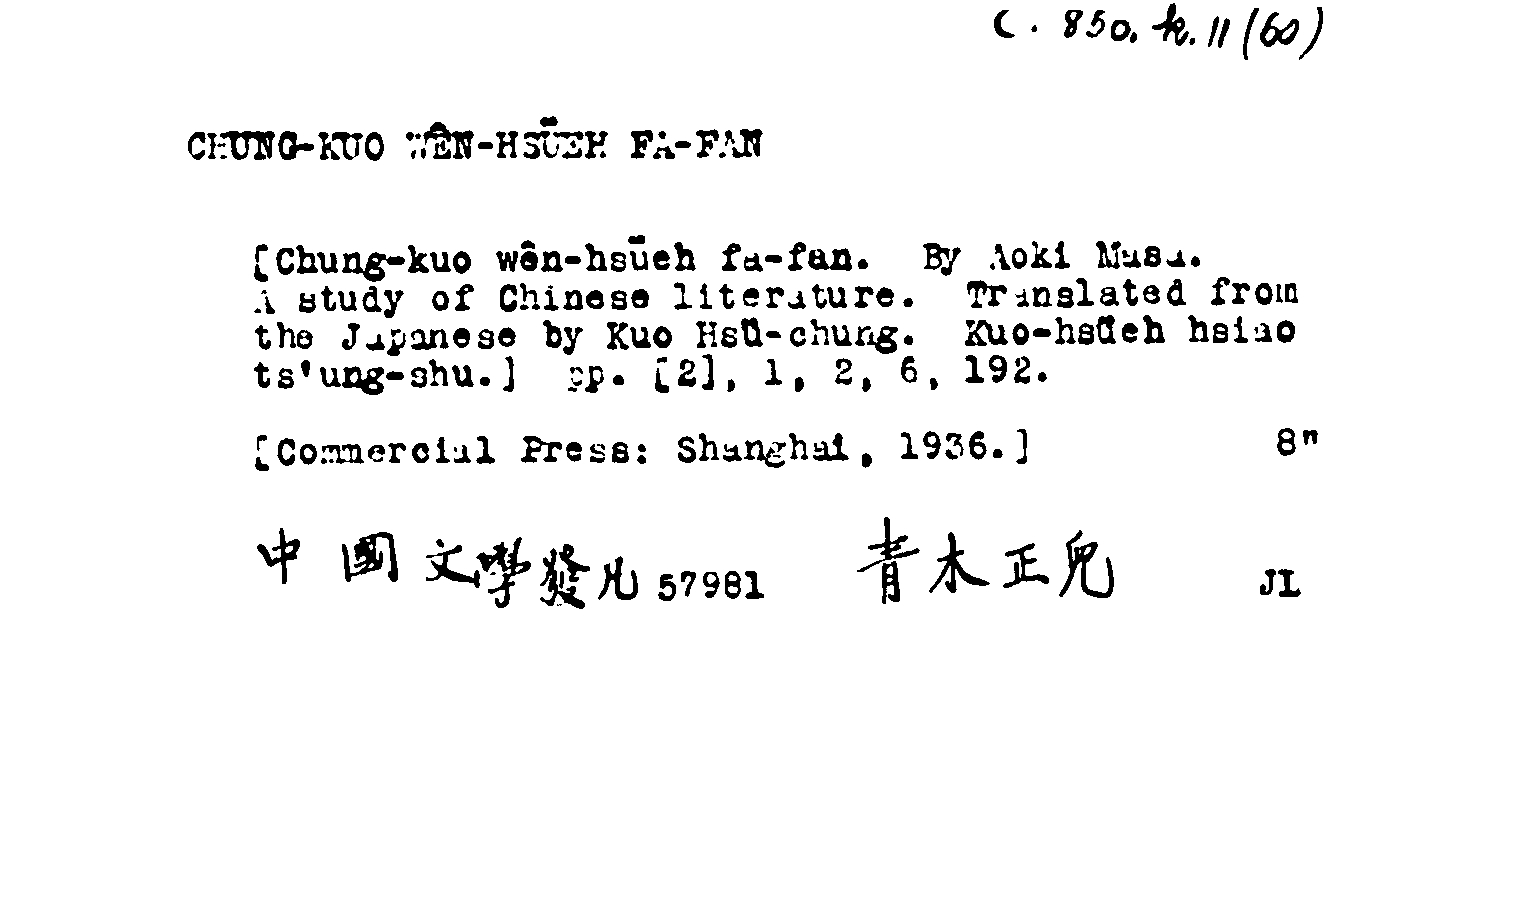 C. 850. k. 11 (60)
CHUNG-KUO WÊN-HSÜEH FA-FAN
[Chung-kuo wên-hsüeh fa-fan. By Aoki Masa.
A study of Chinese literature. Translated from
the Japanese by Kuo Hsü-chung. Kuo-hsüeh hsiao
ts'ung-shu.] pp. [2], 1, 2, 6, 192.
[Commercial Press: Shanghai, 1936.] 8"
中國文學發凡 57981 青木正兒 JL